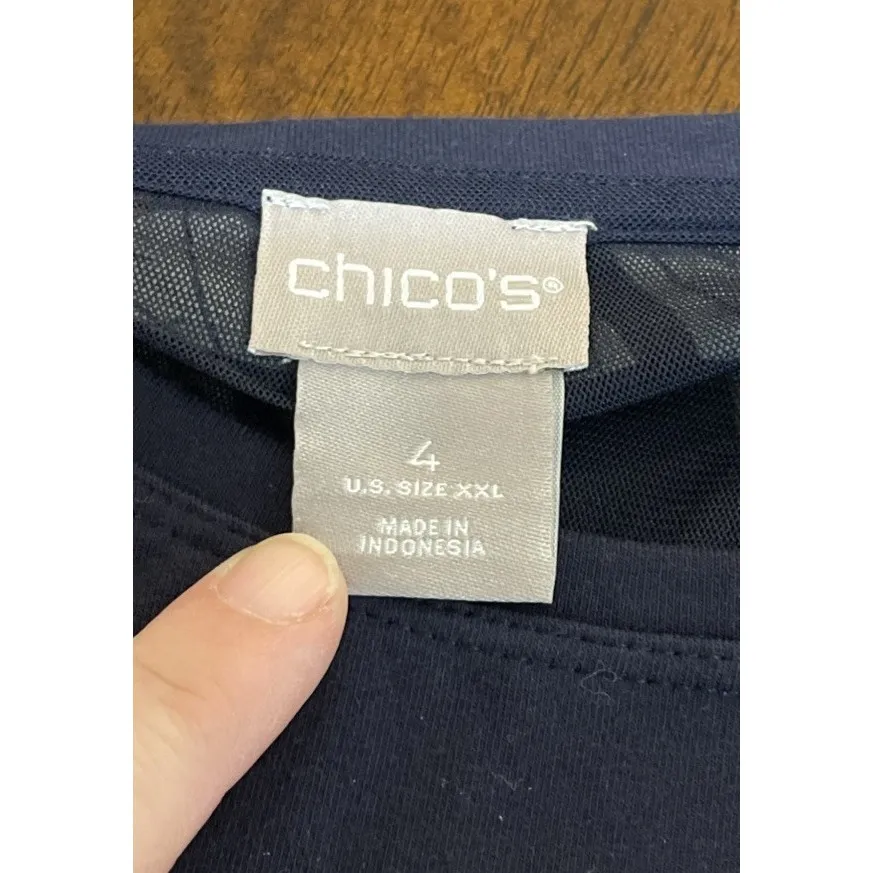 chico's®
4
U.S. SIZE XXL
MADE IN
INDONESIA